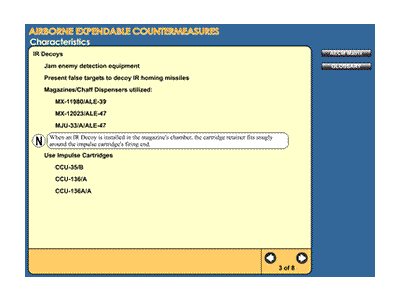 AIRBORNE EXPENDABLE COUNTERMEASURES
Characteristics
AECM Matrix
GLOSSARY
IR Decoys
Jam enemy detection equipment
Present false targets to decoy IR homing missiles
Magazines/Chaff Dispensers utilized:
MX-11980/ALE-39
MX-12023/ALE-47
MJU-33/A/ALE-47
N
When an IR Decoy is installed in the magazine's chamber, the cartridge retainer fits snugly
around the impulse cartridge's firing end.
Use Impulse Cartridges
CCU-35/B
CCU-136/A
CCU-136A/A
3 of 8